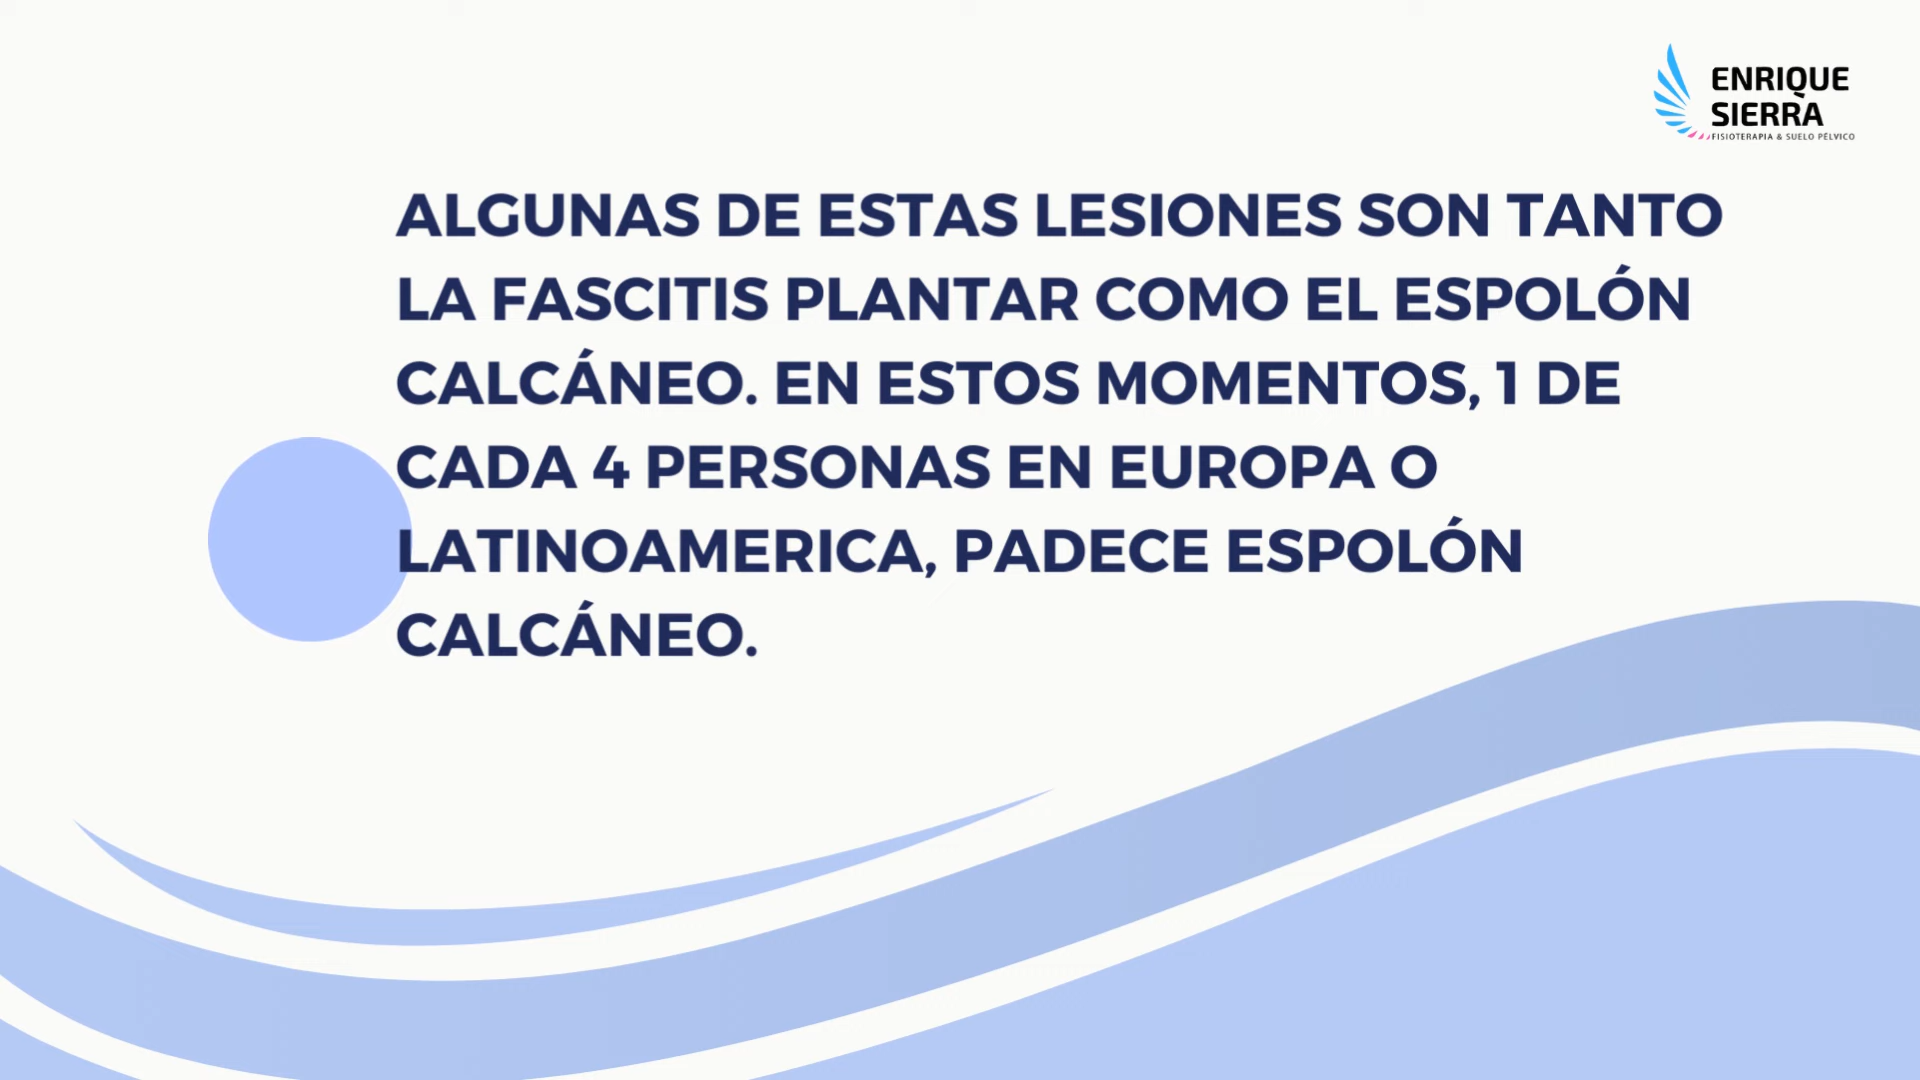 ENRIQUE
SIERRA
FISIOTERAPIA & SUELO PÉLVICO
ALGUNAS DE ESTAS LESIONES SON TANTO
LA FASCITIS PLANTAR COMO EL ESPOLÓN
CALCÁNEO. EN ESTOS MOMENTOS, 1 DE
CADA 4 PERSONAS EN EUROPA O
LATINOAMERICA, PADECE ESPOLÓN
CALCÁNEO.